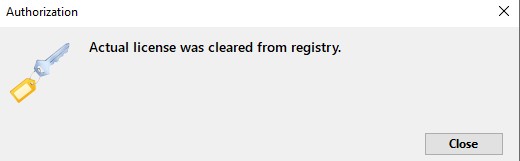 Authorization
Actual license was cleared from registry.
Close